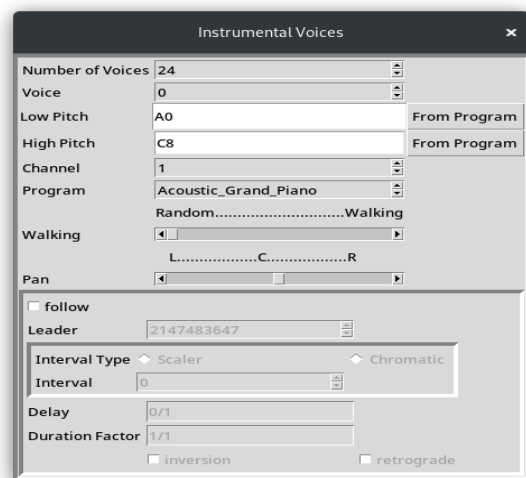 Instrumental Voices ×
Number of Voices 24
Voice 0
Low Pitch A0 From Program
High Pitch C8 From Program
Channel 1
Program Acoustic_Grand_Piano
Random............................Walking
Walking
L..................C..................R
Pan
follow
Leader 2147483647
Interval Type Scaler Chromatic
Interval 0
Delay 0/1
Duration Factor 1/1
inversion retrograde